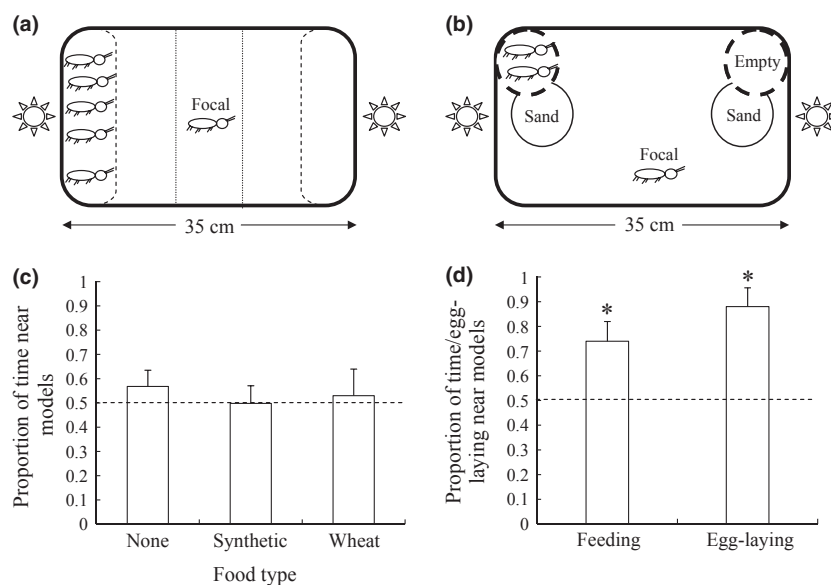 (a)
Focal
35 cm
(b)
Empty
Sand
Sand
Focal
35 cm
(c)
Proportion of time near
models
1
0.9
0.8
0.7
0.6
0.5
0.4
0.3
0.2
0.1
0
None Synthetic Wheat
Food type
(d)
Proportion of time/egg-
laying near models
1
0.9
0.8
0.7
0.6
0.5
0.4
0.3
0.2
0.1
0
*
*
Feeding Egg-laying